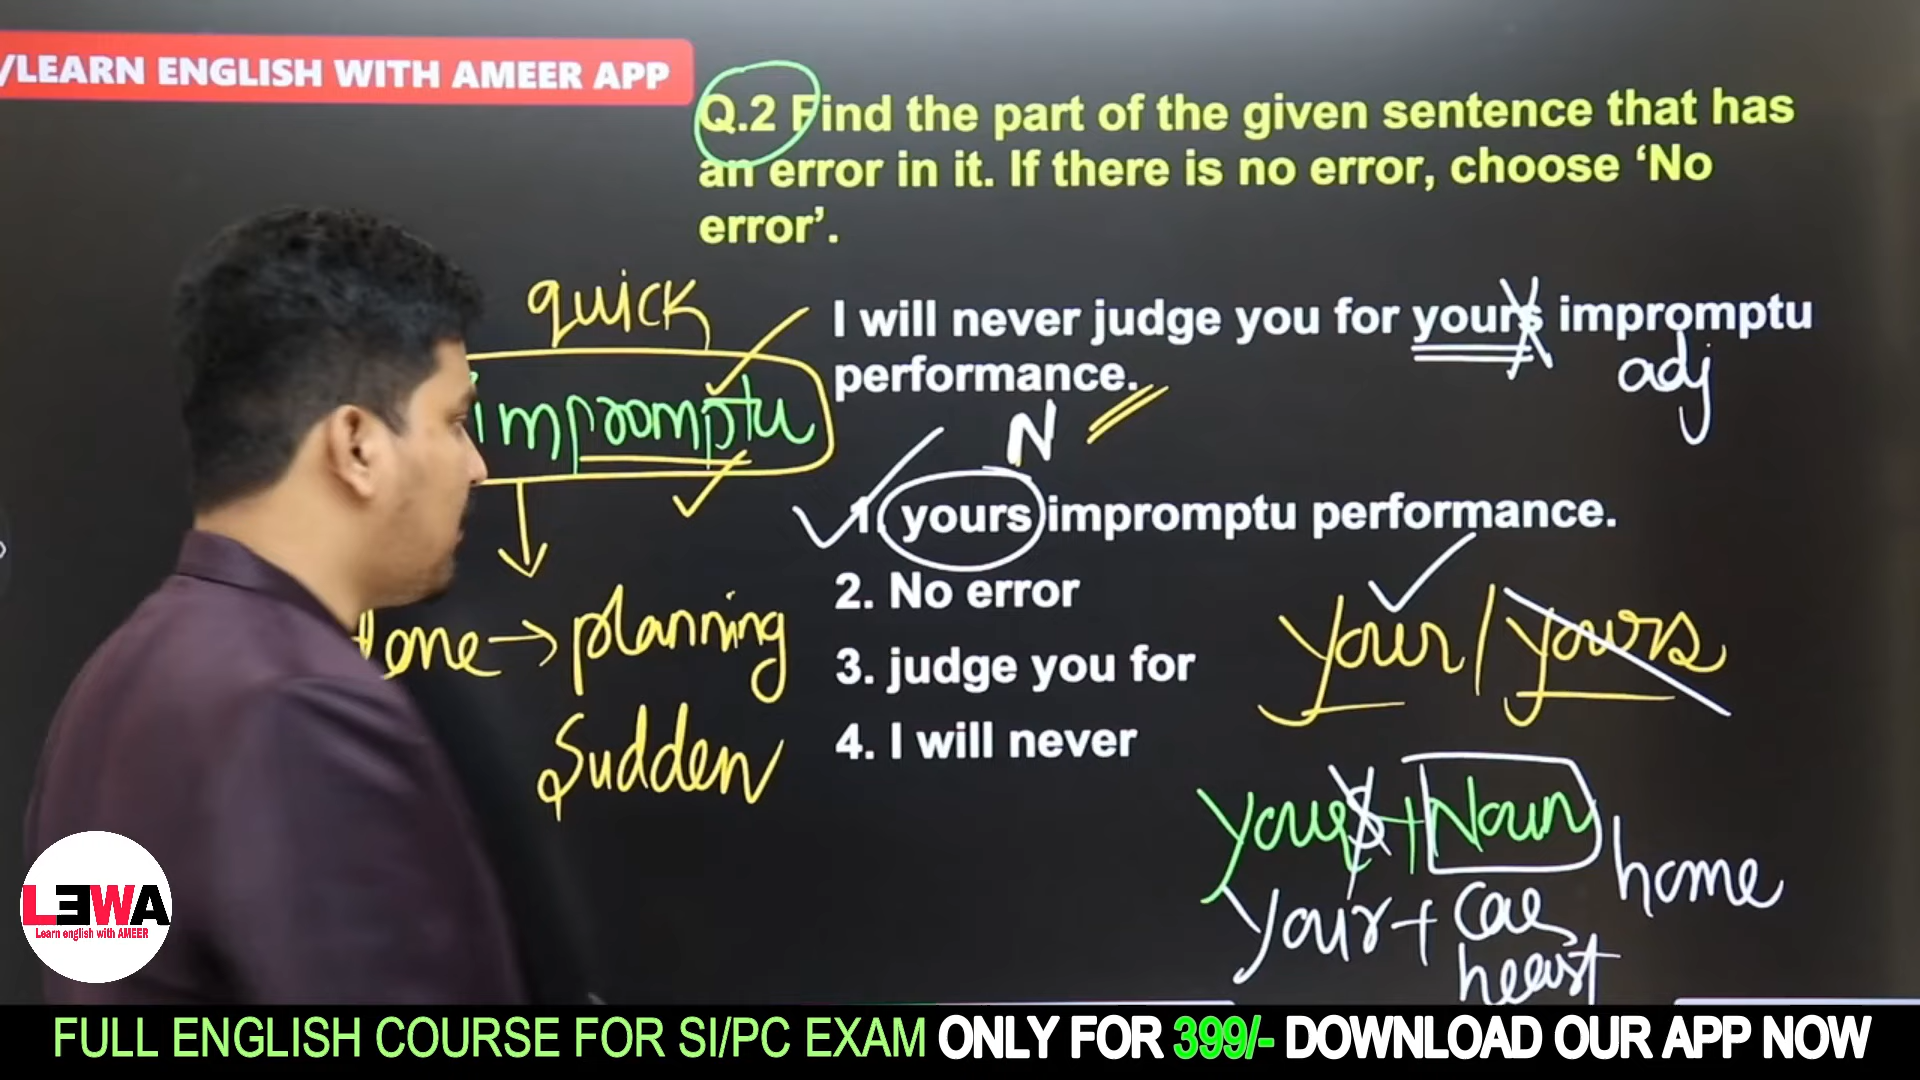 /LEARN ENGLISH WITH AMEER APP
Q.2 Find the part of the given sentence that has
an error in it. If there is no error, choose ‘No
error’.
quick
I will never judge you for yours impromptu
performance.
adj
impromptu
N
1. yours impromptu performance.
2. No error
3. judge you for
4. I will never
→ planning
Sudden
your / yours
yours + Noun
home
your +
heart
LEWA
Learn english with AMEER
FULL ENGLISH COURSE FOR SI/PC EXAM ONLY FOR 399/- DOWNLOAD OUR APP NOW